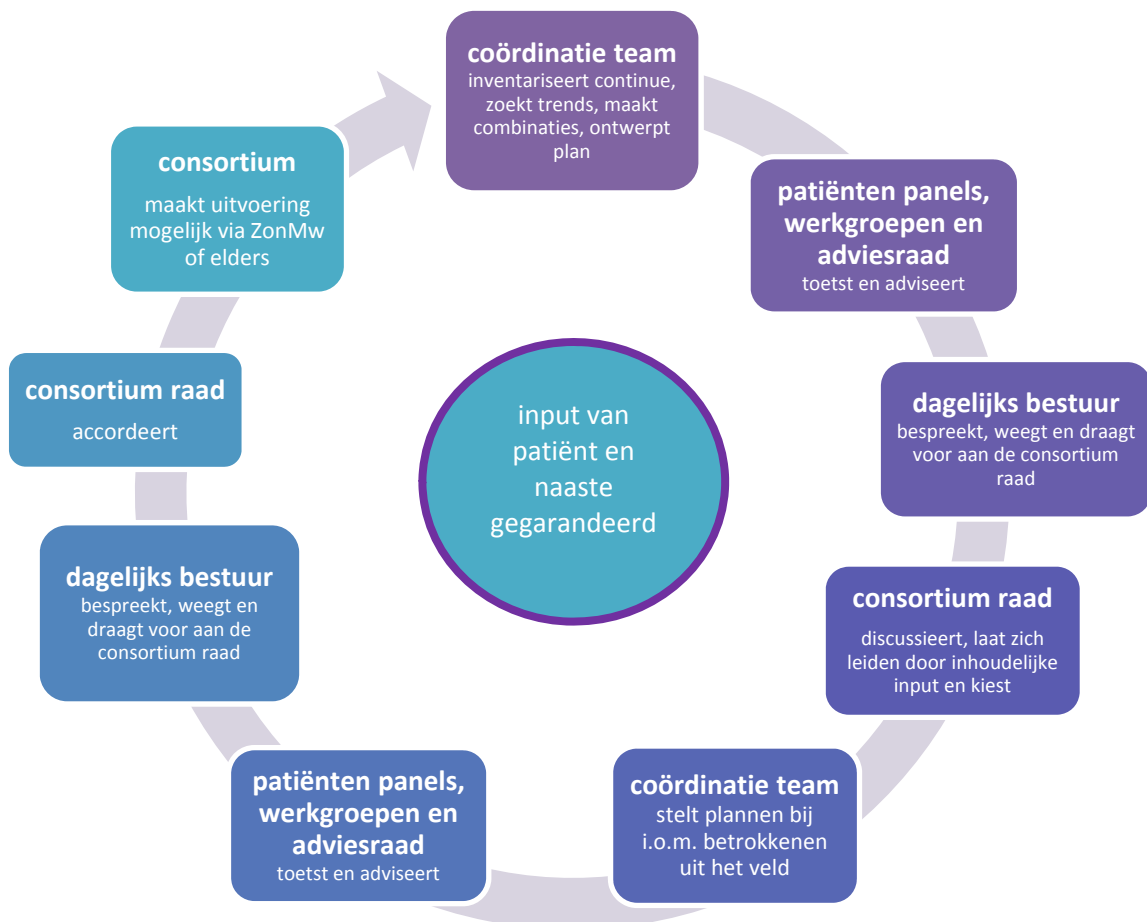 coördinatie team
inventariseert continue,
zoekt trends, maakt
combinaties, ontwerpt
plan
patiënten panels,
werkgroepen en
adviesraad
toetst en adviseert
dagelijks bestuur
bespreekt, weegt en draagt
voor aan de consortium
raad
consortium raad
discussieert, laat zich
leiden door inhoudelijke
input en kiest
coördinatie team
stelt plannen bij
i.o.m. betrokkenen
uit het veld
patiënten panels,
werkgroepen en
adviesraad
toetst en adviseert
dagelijks bestuur
bespreekt, weegt en
draagt voor aan de
consortium raad
consortium raad
accordeert
consortium
maakt uitvoering
mogelijk via ZonMw
of elders
input van
patiënt en
naaste
gegarandeerd